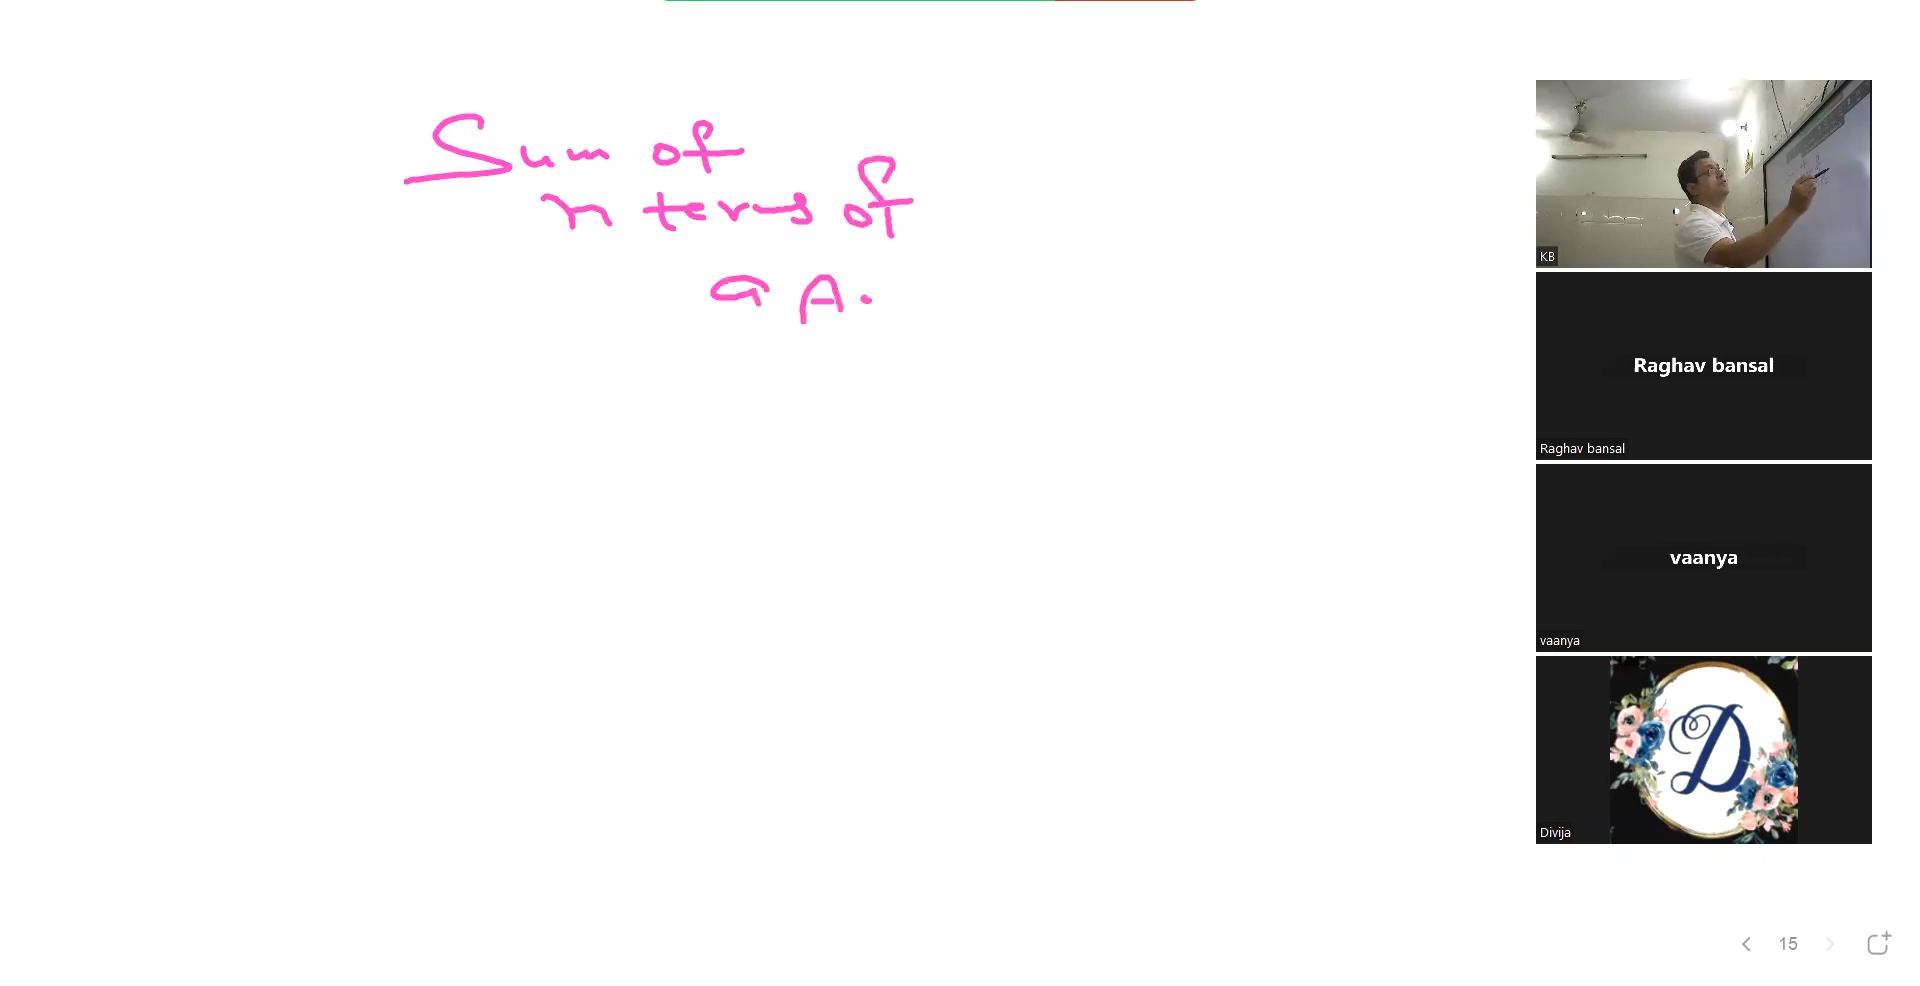 Sum of
n terms of
a A.
KB
Raghav bansal
Raghav bansal
vaanya
vaanya
D
Divija
15